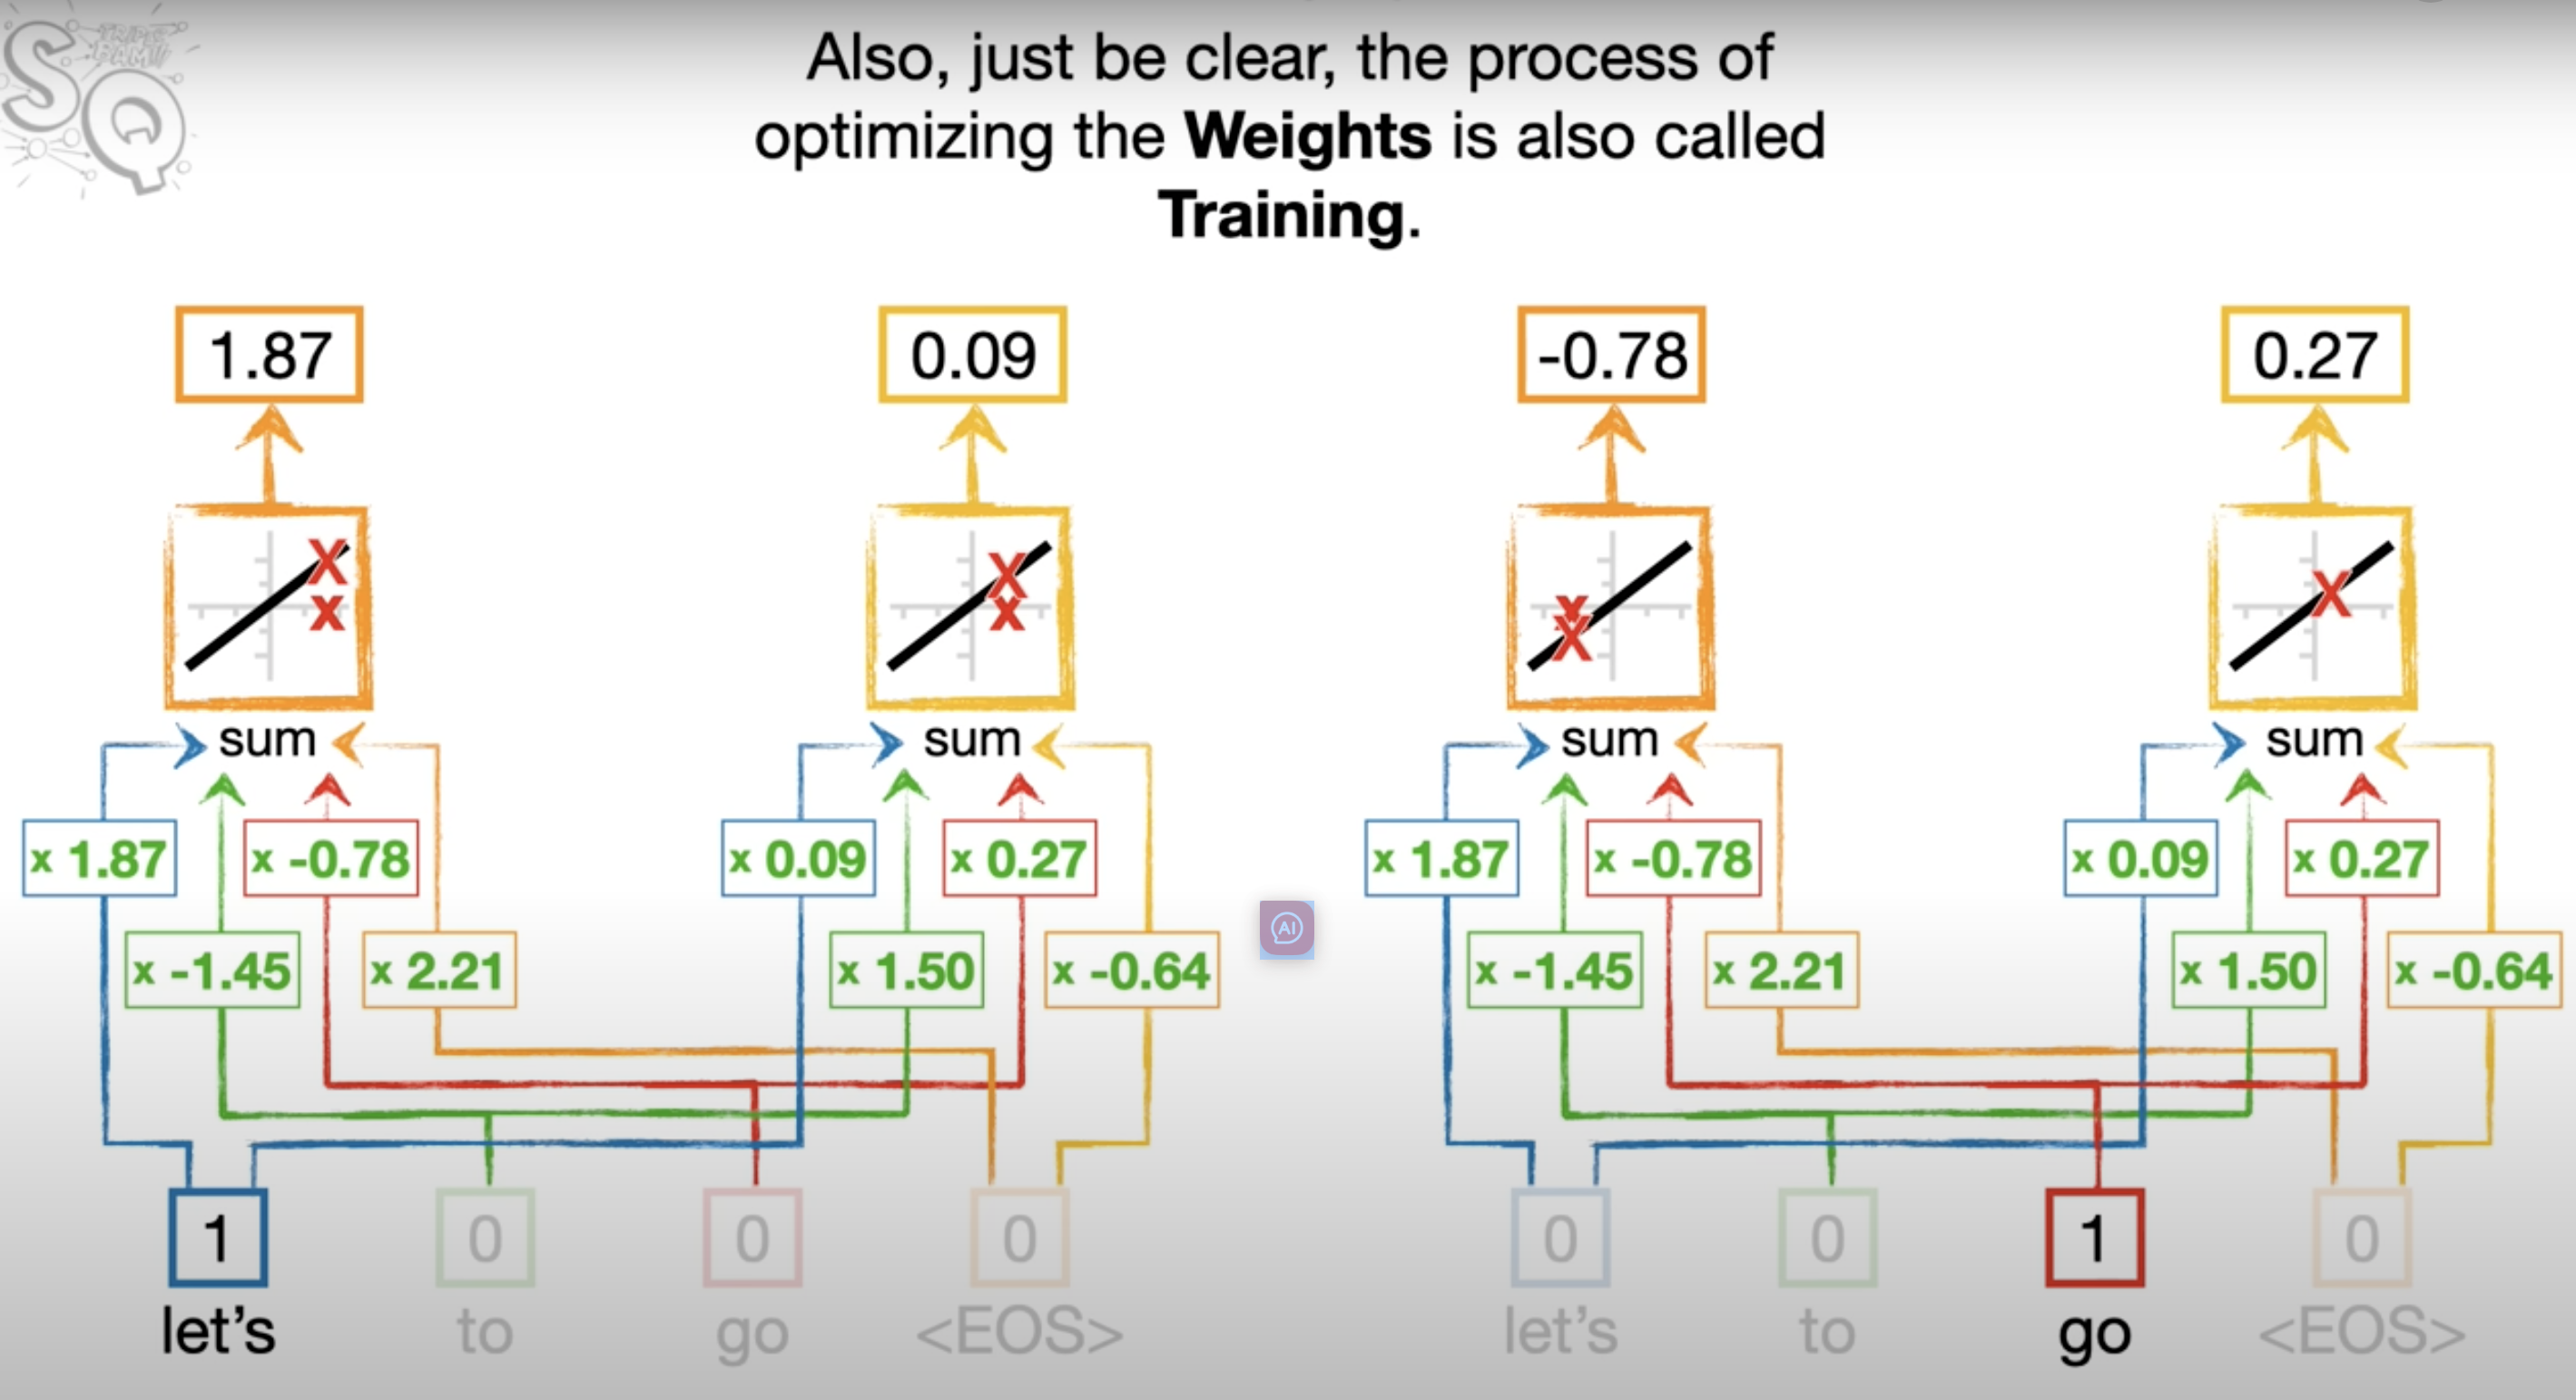 SQ
TRIPLE
BAM!!
Also, just be clear, the process of
optimizing the Weights is also called
Training.
1.87 0.09 -0.78 0.27
X X X X
x x x
sum sum sum sum
x 1.87 x -0.78 x 0.09 x 0.27 x 1.87 x -0.78 x 0.09 x 0.27
AI
x -1.45 x 2.21 x 1.50 x -0.64 x -1.45 x 2.21 x 1.50 x -0.64
1 0 0 0 0 0 1 0
let’s to go <EOS> let’s to go <EOS>